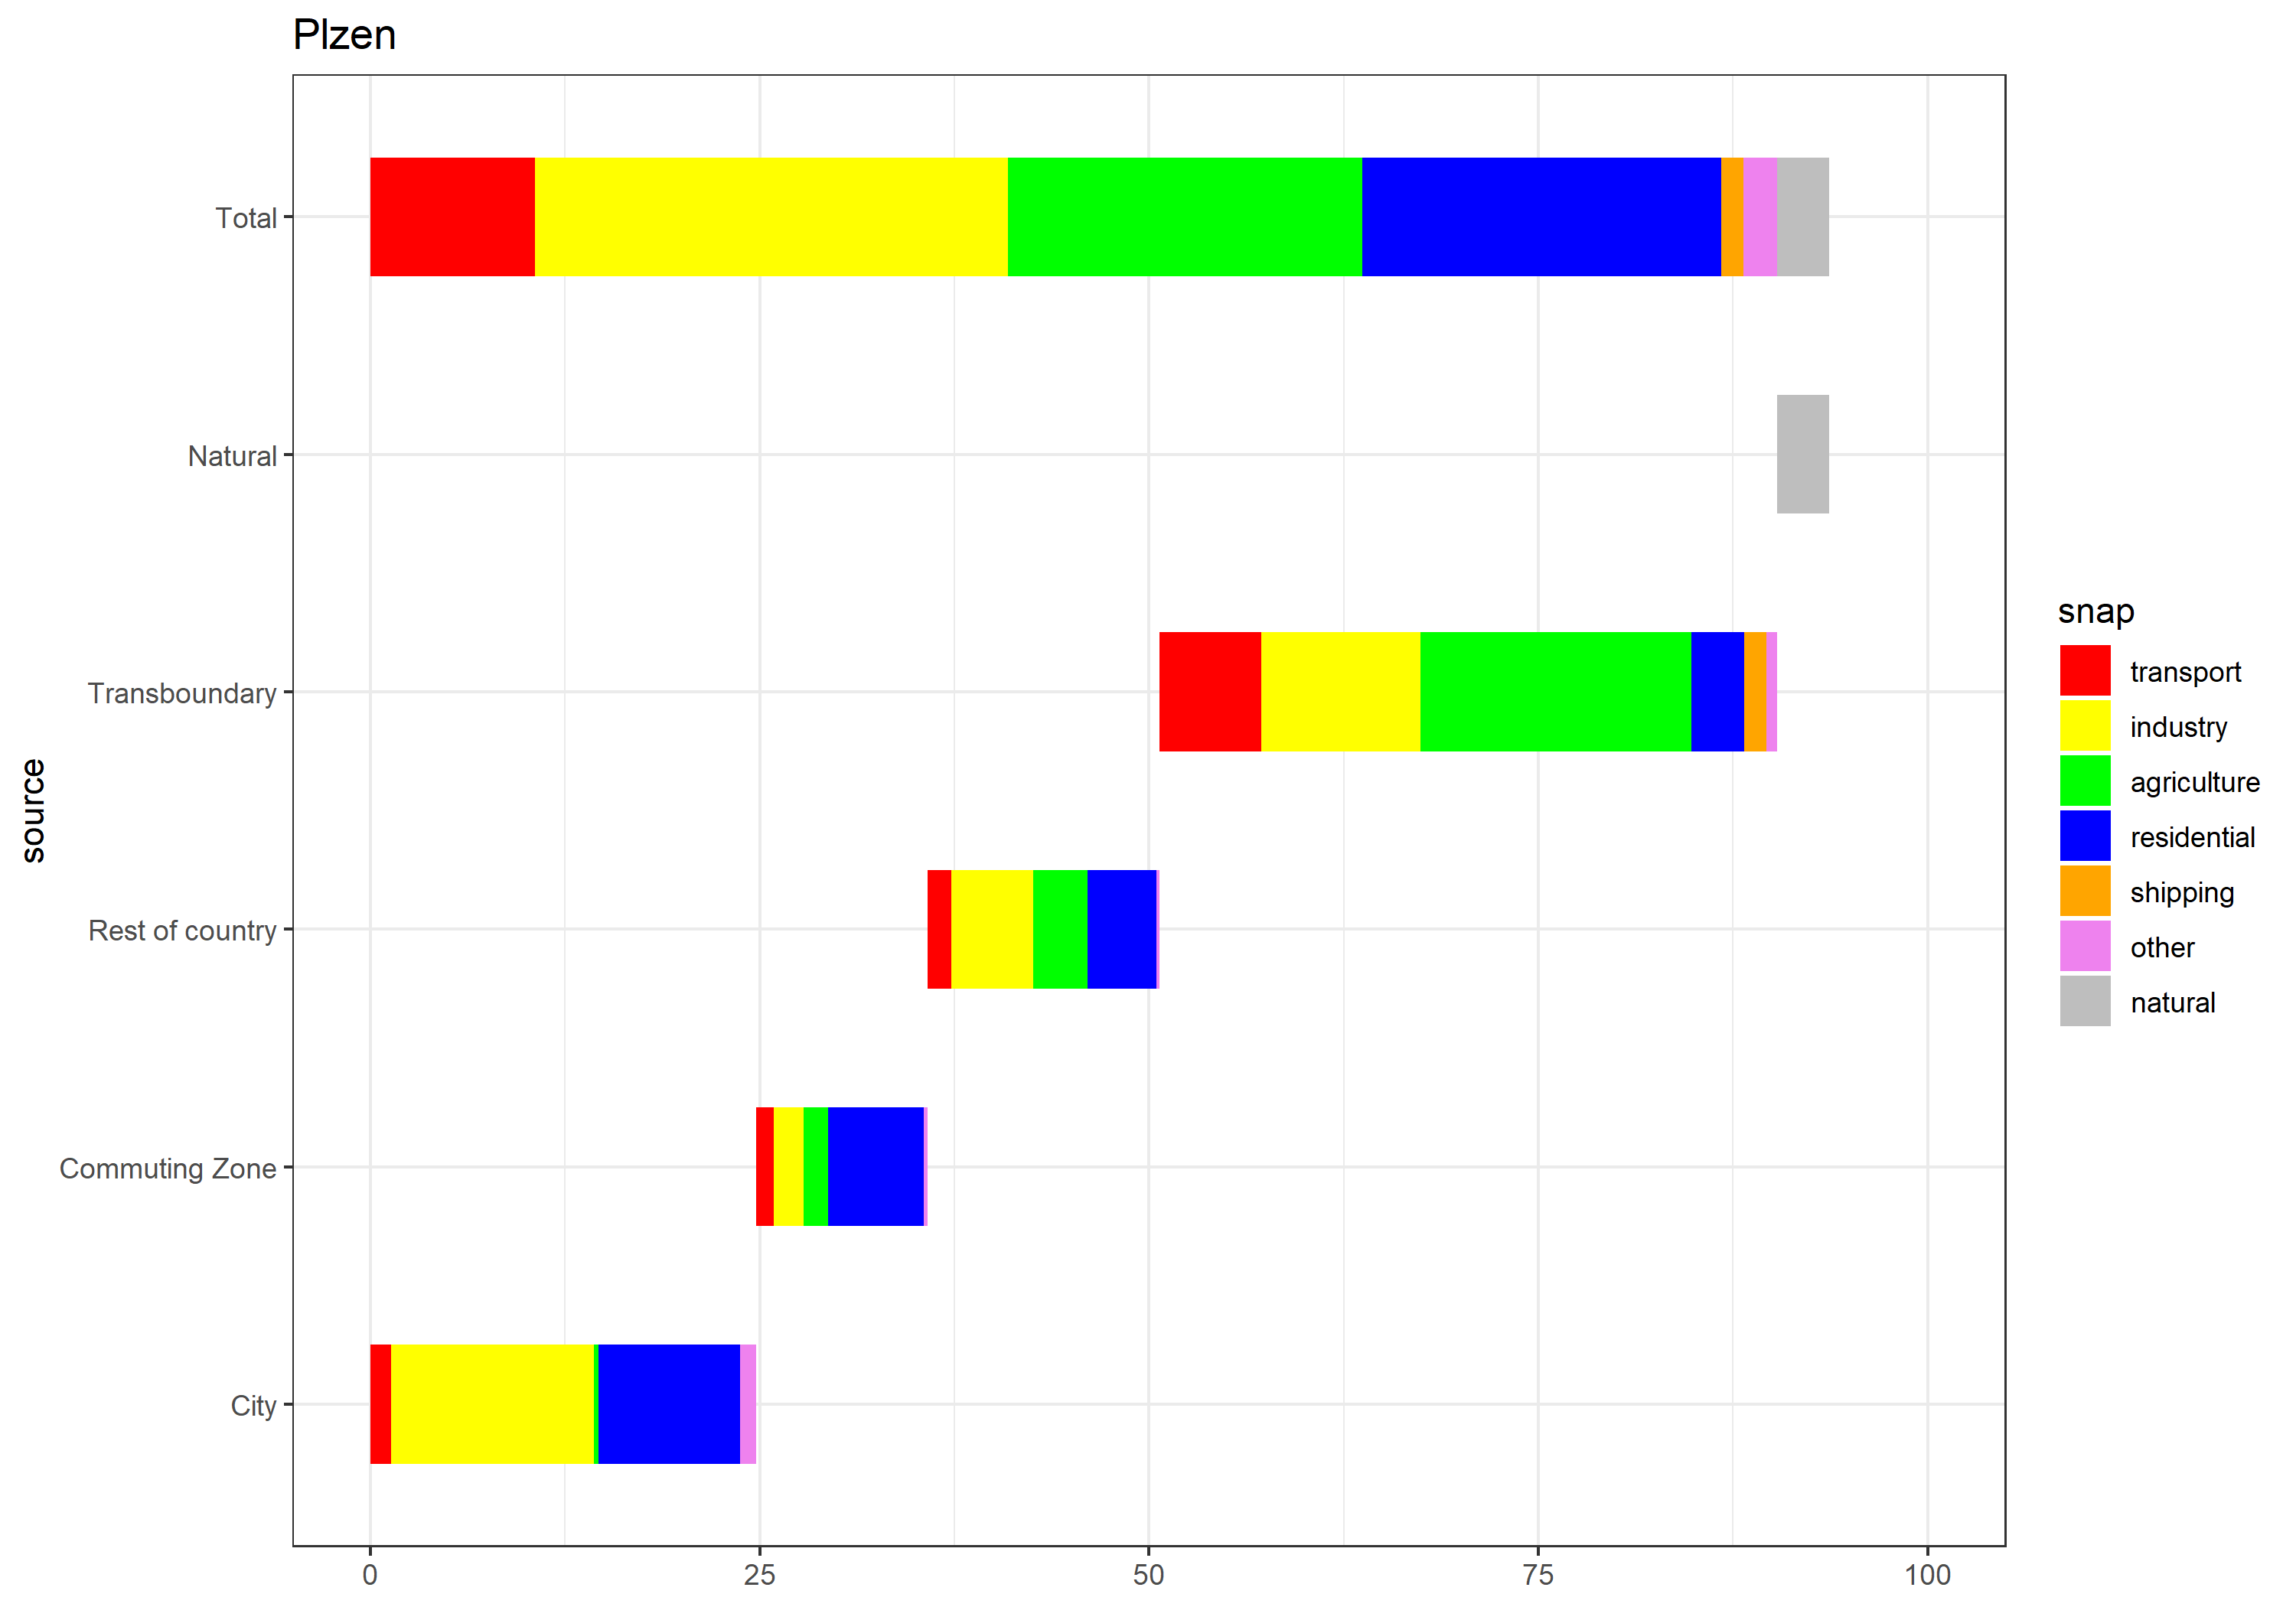 Plzen
Total
Natural
Transboundary
Rest of country
Commuting Zone
City
source
0 25 50 75 100
snap
transport
industry
agriculture
residential
shipping
other
natural